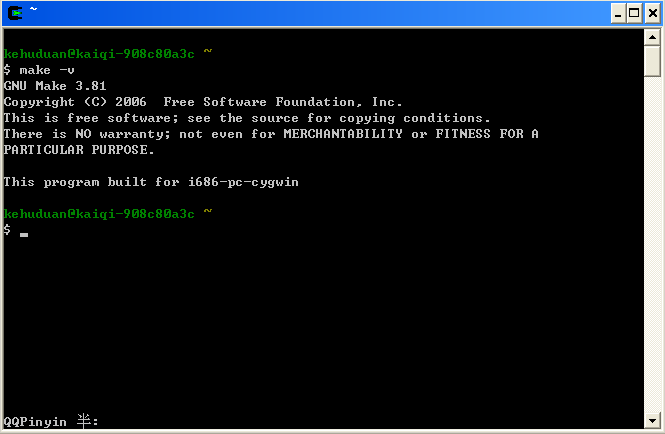 ~
kehuduan@kaiqi-908c80a3c ~
$ make -v
GNU Make 3.81
Copyright (C) 2006  Free Software Foundation, Inc.
This is free software; see the source for copying conditions.
There is NO warranty; not even for MERCHANTABILITY or FITNESS FOR A
PARTICULAR PURPOSE.
This program built for i686-pc-cygwin
kehuduan@kaiqi-908c80a3c ~
$ _
QQPinyin 半: